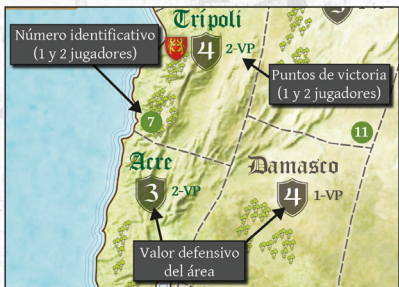 Trípoli
4
2-VP
Número identificativo
(1 y 2 jugadores)
Puntos de victoria
(1 y 2 jugadores)
7
11
Acre
3
2-VP
Damasco
4
1-VP
Valor defensivo
del área